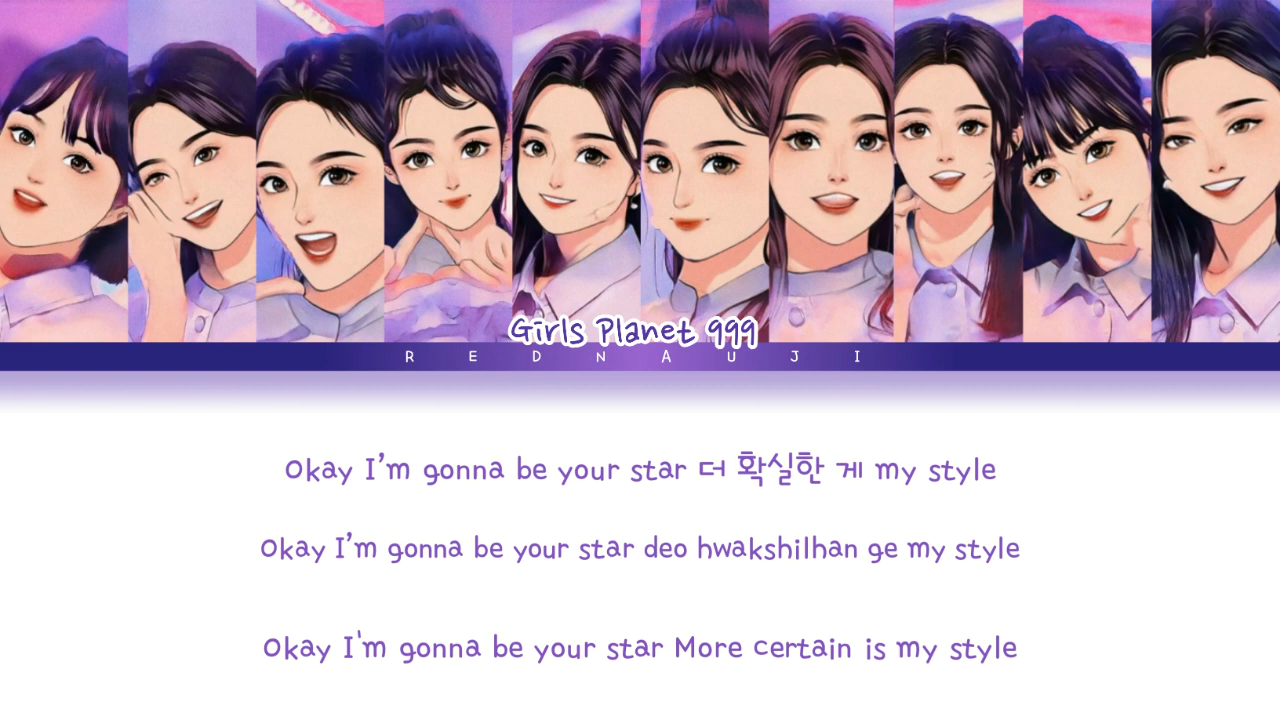 Girls Planet 999
REDNAUJI
Okay I’m gonna be your star 더 확실한 게 my style
Okay I’m gonna be your star deo hwakshilhan ge my style
Okay I'm gonna be your star More certain is my style